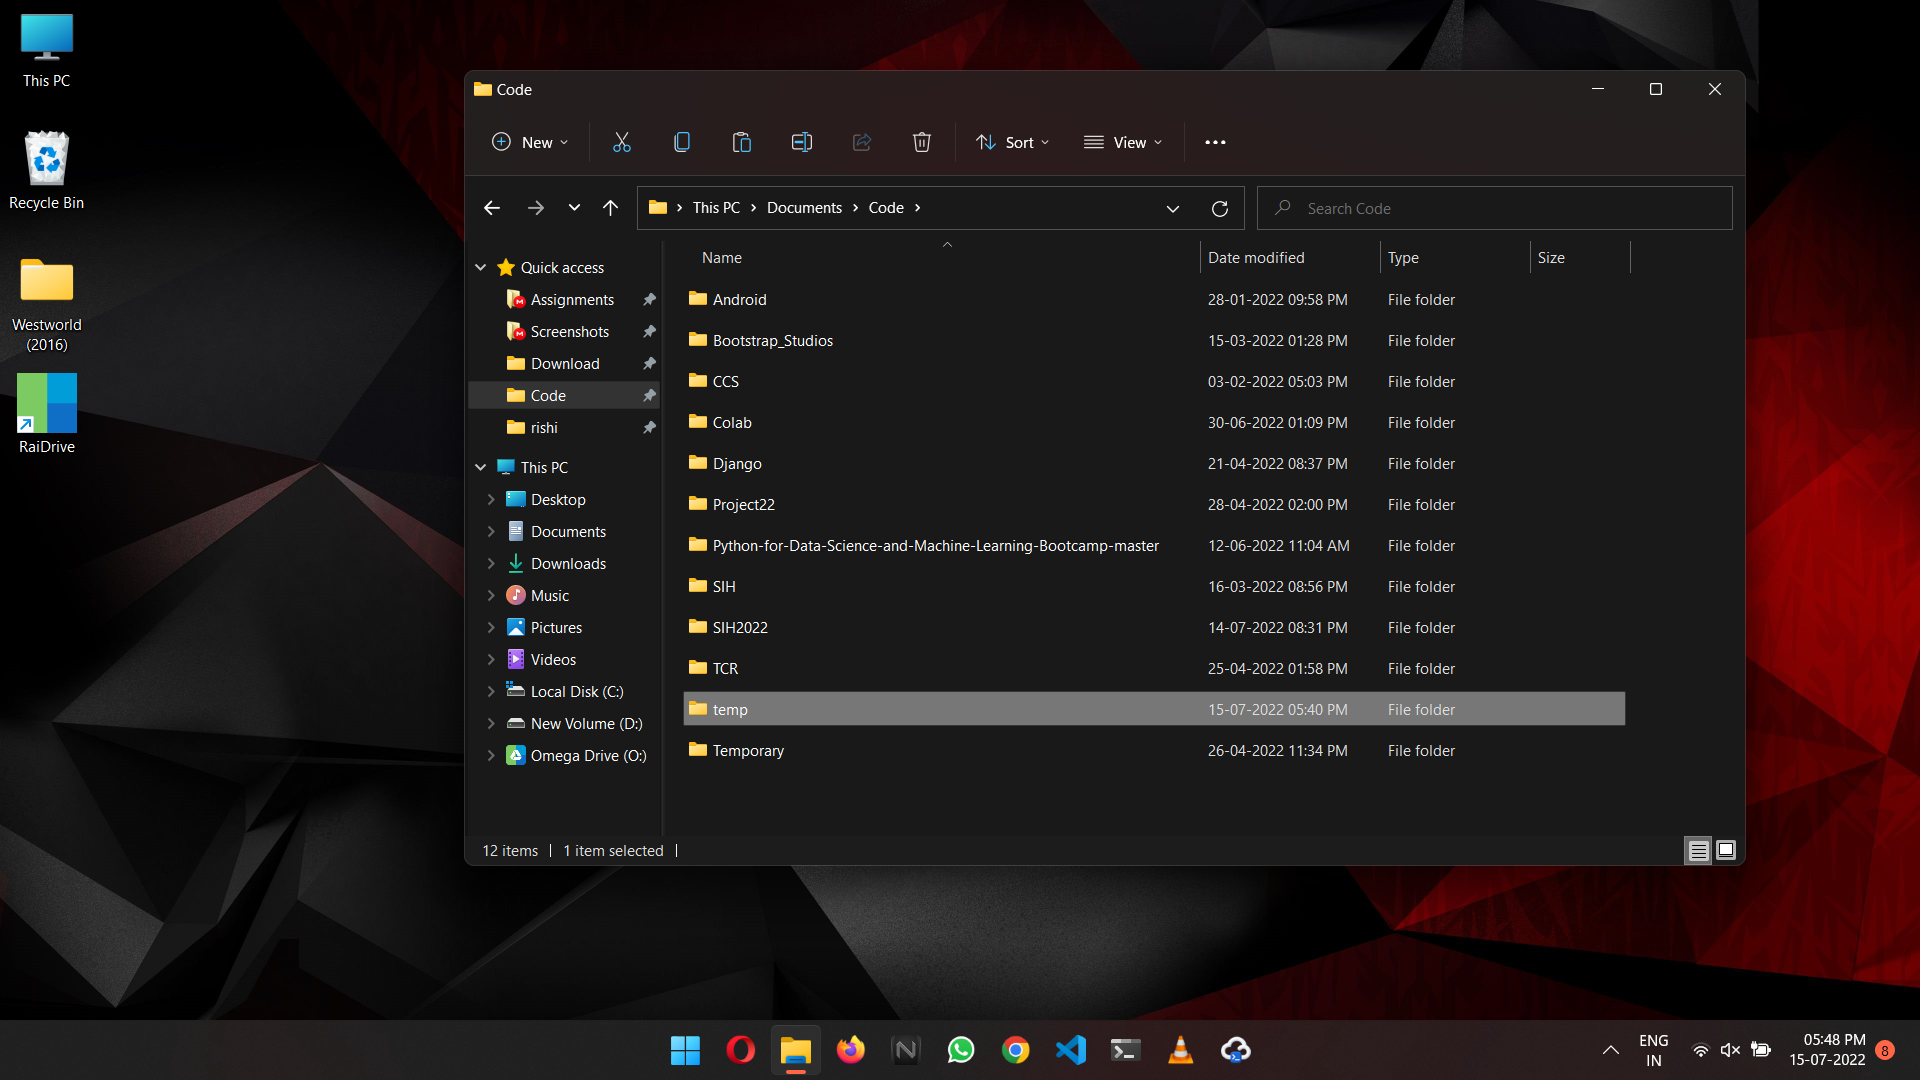 This PC
Recycle Bin
Westworld
(2016)
RaiDrive
Code
New
Sort
View
This PC
Documents
Code
Search Code
Quick access
Assignments
Screenshots
Download
Code
rishi
This PC
Desktop
Documents
Downloads
Music
Pictures
Videos
Local Disk (C:)
New Volume (D:)
Omega Drive (O:)
Name Date modified Type Size
Android 28-01-2022 09:58 PM File folder
Bootstrap_Studios 15-03-2022 01:28 PM File folder
CCS 03-02-2022 05:03 PM File folder
Colab 30-06-2022 01:09 PM File folder
Django 21-04-2022 08:37 PM File folder
Project22 28-04-2022 02:00 PM File folder
Python-for-Data-Science-and-Machine-Learning-Bootcamp-master 12-06-2022 11:04 AM File folder
SIH 16-03-2022 08:56 PM File folder
SIH2022 14-07-2022 08:31 PM File folder
TCR 25-04-2022 01:58 PM File folder
temp 15-07-2022 05:40 PM File folder
Temporary 26-04-2022 11:34 PM File folder
12 items 1 item selected
ENG
IN
05:48 PM
15-07-2022
8